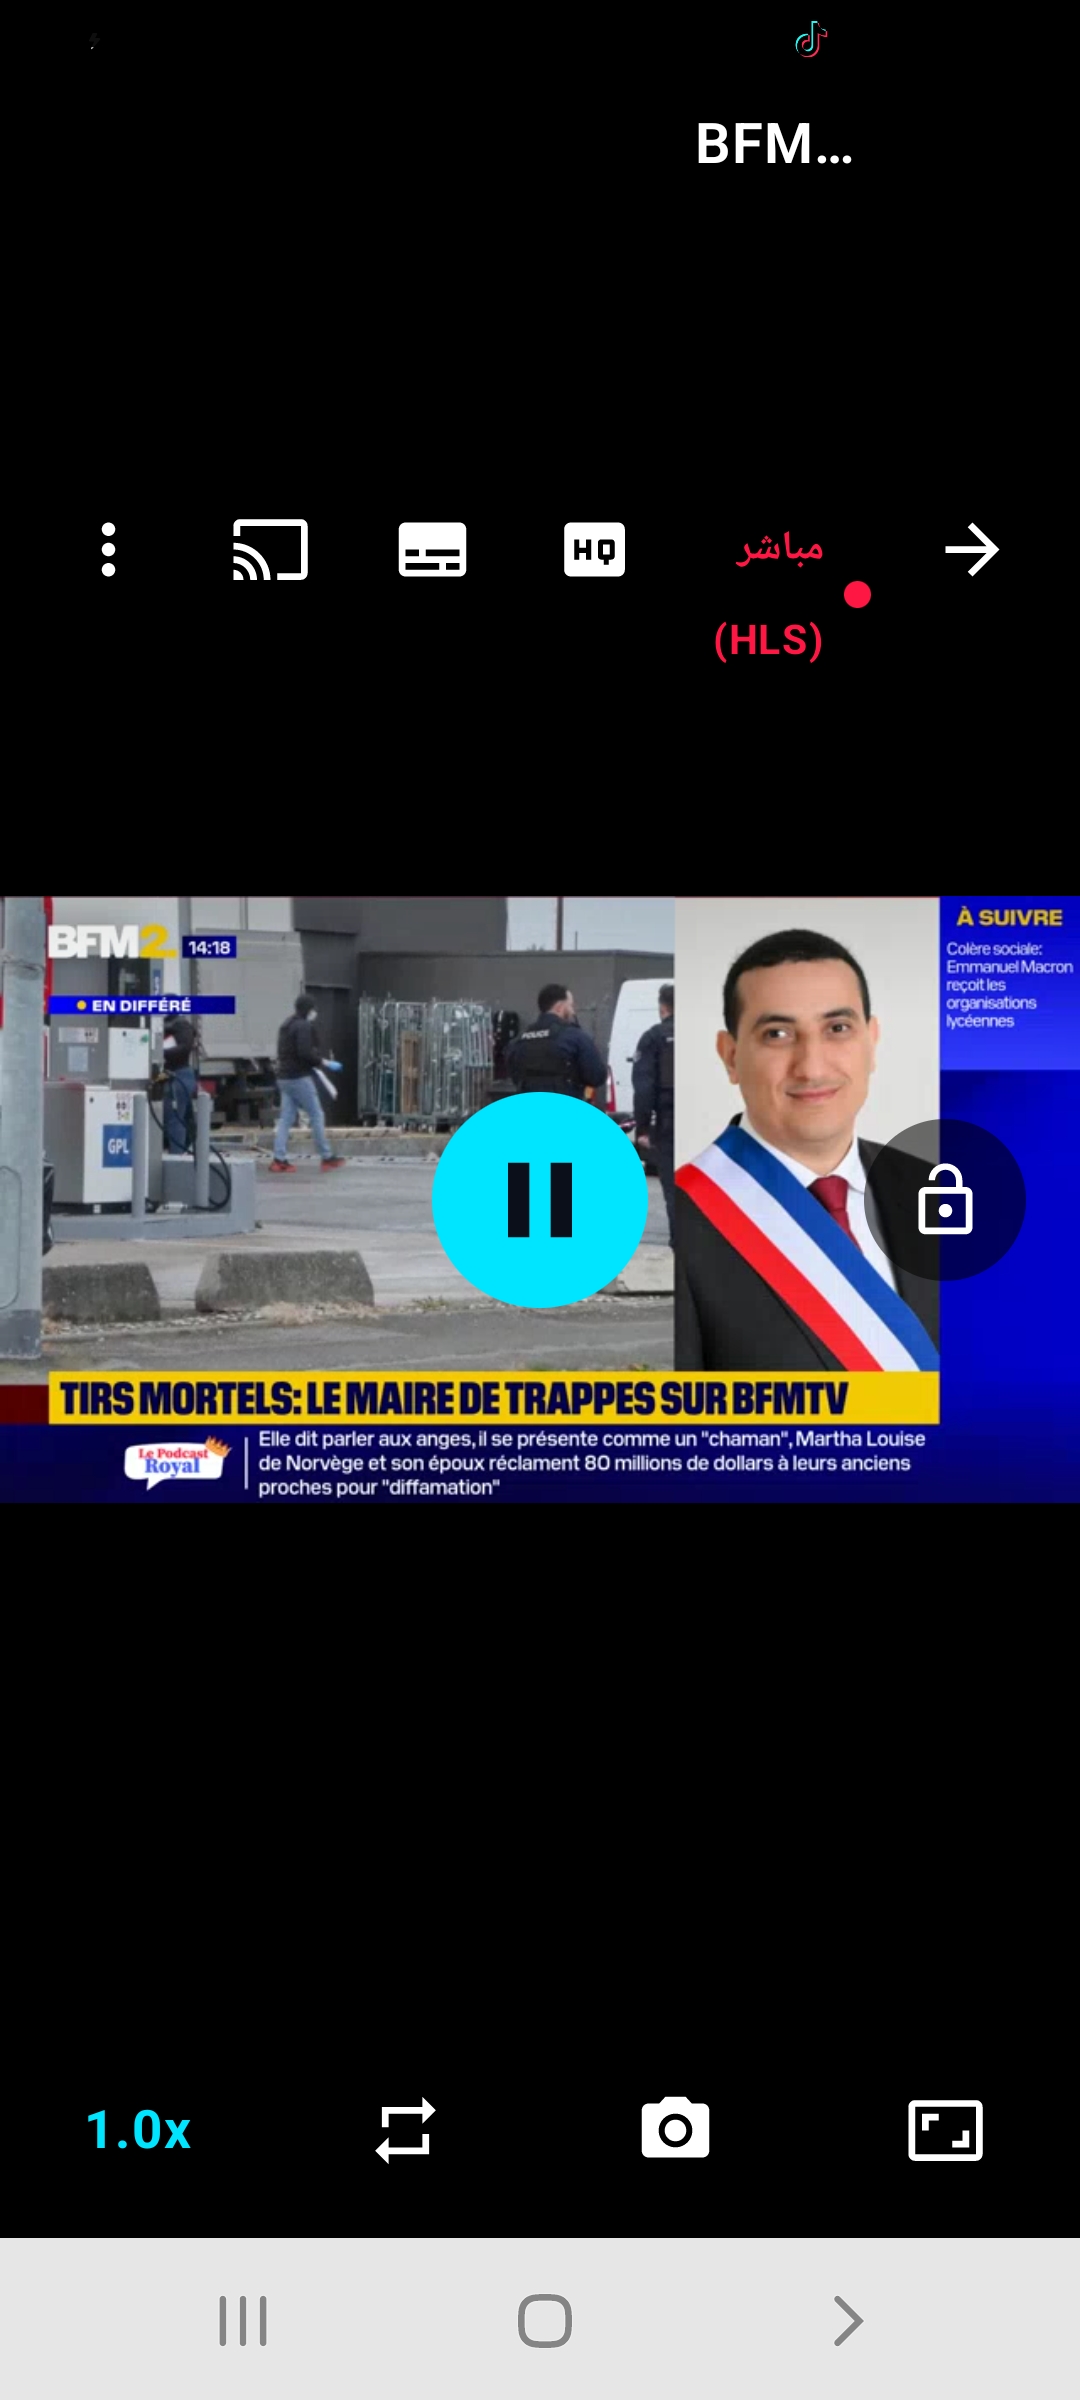 BFM...
HQ
مباشر
(HLS)
BFM2
14:18
EN DIFFÉRÉ
POLICE
GPL
À SUIVRE
Colère sociale:
Emmanuel Macron
reçoit les
organisations
lycéennes
TIRS MORTELS: LE MAIRE DE TRAPPES SUR BFMTV
Le Podcast
Royal
Elle dit parler aux anges, il se présente comme un "chaman", Martha Louise
de Norvège et son époux réclament 80 millions de dollars à leurs anciens
proches pour "diffamation"
1.0x